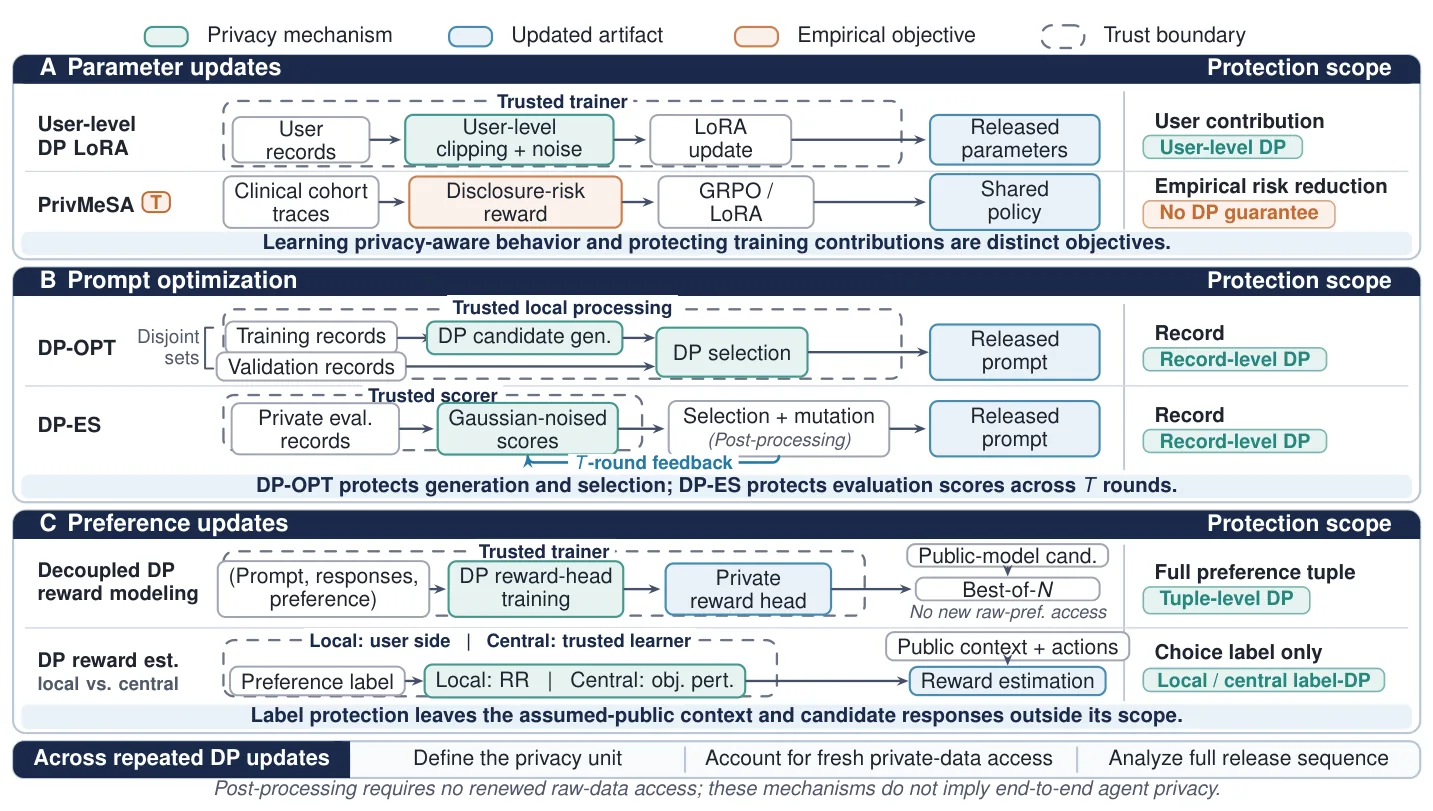 Privacy mechanism
Updated artifact
Empirical objective
Trust boundary
A Parameter updates
Protection scope
User-level
DP LoRA
Trusted trainer
User
records
User-level
clipping + noise
LoRA
update
Released
parameters
User contribution
User-level DP
PrivMeSA T
Clinical cohort
traces
Disclosure-risk
reward
GRPO /
LoRA
Shared
policy
Empirical risk reduction
No DP guarantee
Learning privacy-aware behavior and protecting training contributions are distinct objectives.
B Prompt optimization
Protection scope
DP-OPT
Disjoint
sets
Trusted local processing
Training records
Validation records
DP candidate gen.
DP selection
Released
prompt
Record
Record-level DP
DP-ES
Trusted scorer
Private eval.
records
Gaussian-noised
scores
Selection + mutation
(Post-processing)
Released
prompt
T-round feedback
Record
Record-level DP
DP-OPT protects generation and selection; DP-ES protects evaluation scores across T rounds.
C Preference updates
Protection scope
Decoupled DP
reward modeling
Trusted trainer
(Prompt, responses,
preference)
DP reward-head
training
Private
reward head
Public-model cand.
Best-of-N
No new raw-pref. access
Full preference tuple
Tuple-level DP
DP reward est.
local vs. central
Local: user side | Central: trusted learner
Preference label
Local: RR | Central: obj. pert.
Public context + actions
Reward estimation
Choice label only
Local / central label-DP
Label protection leaves the assumed-public context and candidate responses outside its scope.
Across repeated DP updates
Define the privacy unit
Account for fresh private-data access
Analyze full release sequence
Post-processing requires no renewed raw-data access; these mechanisms do not imply end-to-end agent privacy.